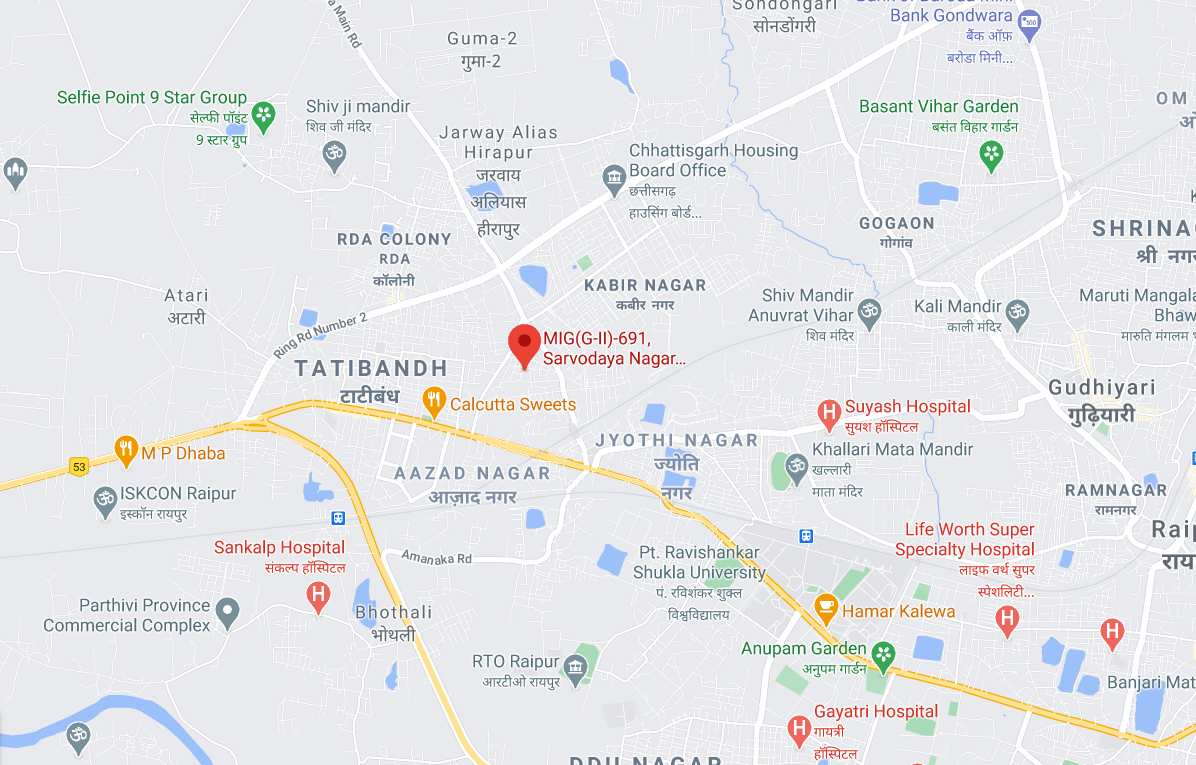 a Main Rd
Guma-2
गुमा-2
Sondongari
सोनडोंगरी
Bank Gondwara
बैंक ऑफ़
बरोडा मिनी...
Selfie Point 9 Star Group
सेल्फी पॉइंट
9 स्टार ग्रुप
Shiv ji mandir
शिव जी मंदिर
Jarway Alias
Hirapur
जरवाय
अलियास
हीरापुर
Chhattisgarh Housing
Board Office
छत्तीसगढ़
हाउसिंग बोर्ड...
Basant Vihar Garden
बसंत विहार गार्डन
OM
ओ
RDA COLONY
RDA
कॉलोनी
GOGAON
गोगांव
SHRINAG
श्री नगर
Atari
अटारी
KABIR NAGAR
कबीर नगर
Shiv Mandir
Anuvrat Vihar
शिव मंदिर
Kali Mandir
काली मंदिर
Maruti Mangala
Bhaw
मारुति मंगलम भ
Ring Rd Number 2
MIG(G-II)-691,
Sarvodaya Nagar...
TATIBANDH
टाटीबंध
Calcutta Sweets
Gudhiyari
गुढ़ियारी
Suyash Hospital
सुयश हॉस्पिटल
M P Dhaba
53
JYOTHI NAGAR
ज्योति
नगर
Khallari Mata Mandir
खल्लारी
माता मंदिर
AAZAD NAGAR
आज़ाद नगर
ISKCON Raipur
इस्कॉन रायपुर
RAMNAGAR
रामनगर
Life Worth Super
Specialty Hospital
लाइफ वर्थ सुपर
स्पेशलिटी...
Raip
राय
Sankalp Hospital
संकल्प हॉस्पिटल
Amanaka Rd
Pt. Ravishankar
Shukla University
पं. रविशंकर शुक्ल
विश्वविद्यालय
Parthivi Province
Commercial Complex
Bhothali
भोथली
Hamar Kalewa
RTO Raipur
आरटीओ रायपुर
Anupam Garden
अनुपम गार्डन
Banjari Mat
Gayatri Hospital
गायत्री
हॉस्पिटल
DDU NAGAR